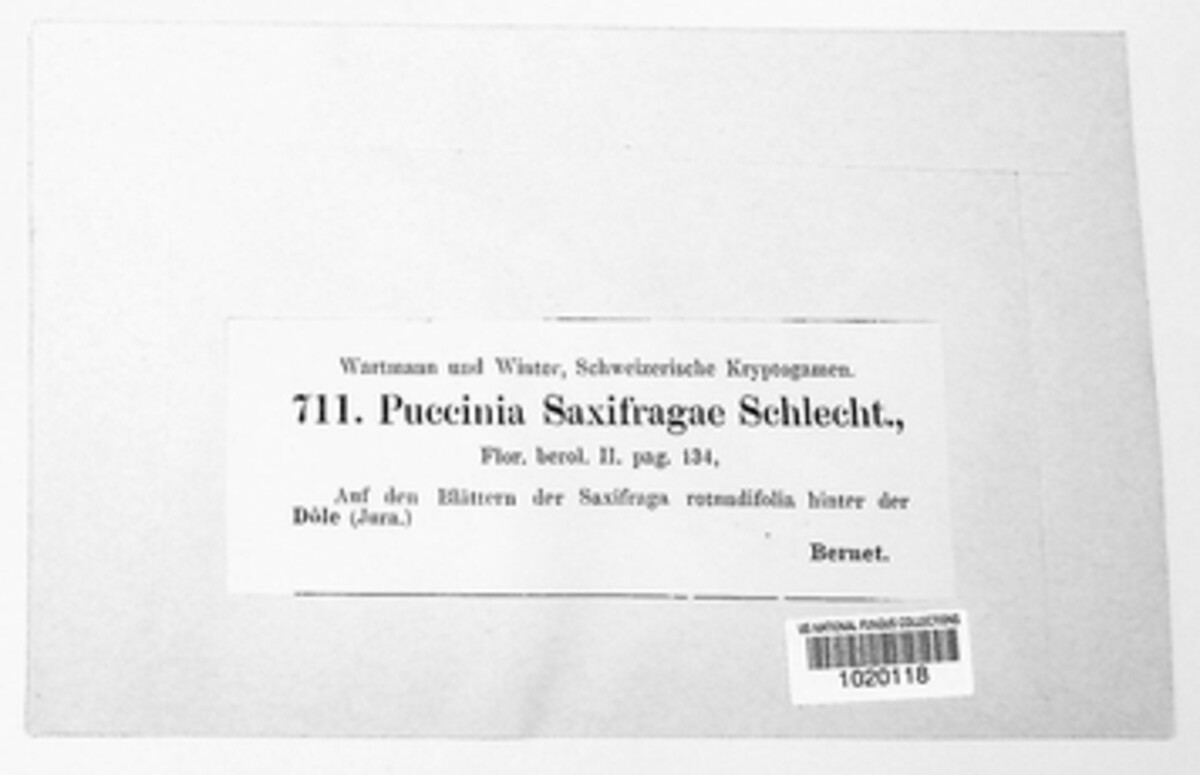 Wartmann und Winter, Schweizerische Kryptogamen.
711. Puccinia Saxifragae Schlecht.,
Flor. berol. II. pag. 134,
Auf den Blättern der Saxifraga rotundifolia hinter der
Dôle (Jura.)
Bernet.
US NATIONAL FUNGUS COLLECTIONS
1020118